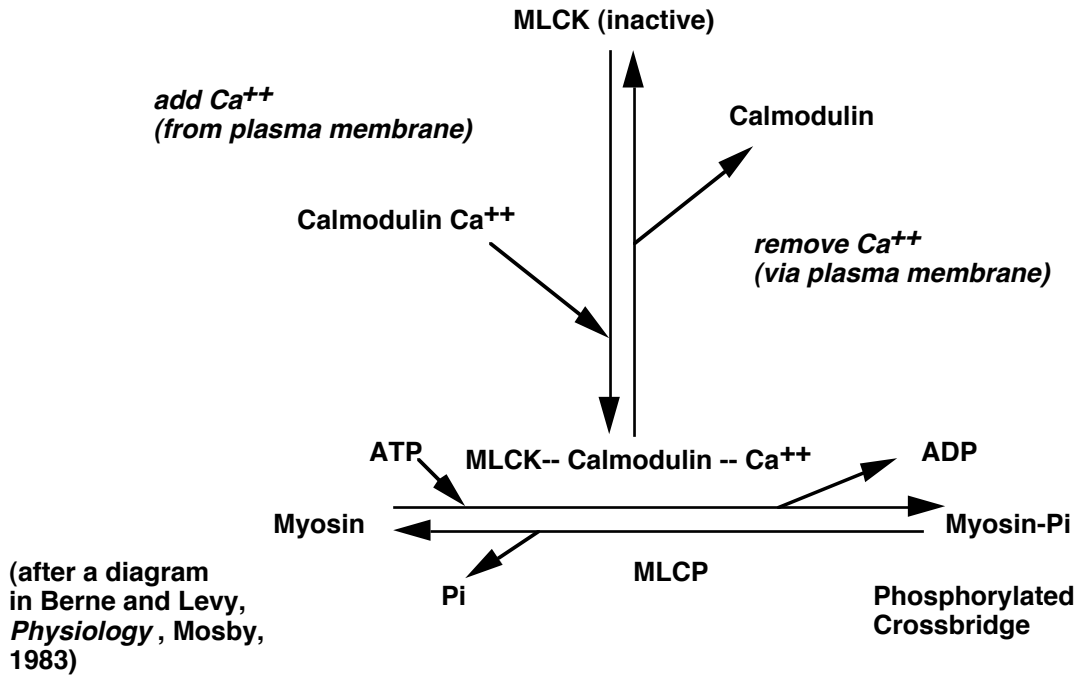 MLCK (inactive)
add Ca++
(from plasma membrane)
Calmodulin
Calmodulin Ca++
remove Ca++
(via plasma membrane)
ATP
MLCK-- Calmodulin -- Ca++
ADP
Myosin
Myosin-Pi
Pi
MLCP
(after a diagram
in Berne and Levy,
Physiology , Mosby,
1983)
Phosphorylated
Crossbridge